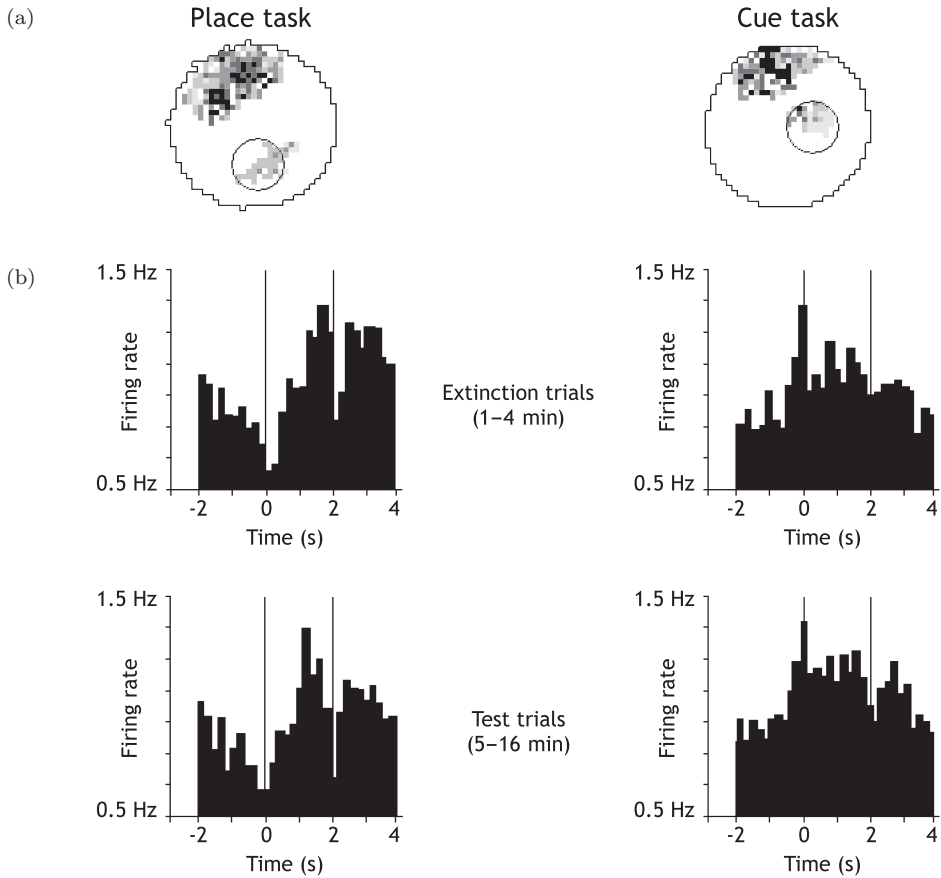 (a)
Place task
Cue task
(b)
1.5 Hz
Firing rate
0.5 Hz
-2 0 2 4
Time (s)
Extinction trials
(1–4 min)
1.5 Hz
Firing rate
0.5 Hz
-2 0 2 4
Time (s)
1.5 Hz
Firing rate
0.5 Hz
-2 0 2 4
Time (s)
Test trials
(5–16 min)
1.5 Hz
Firing rate
0.5 Hz
-2 0 2 4
Time (s)